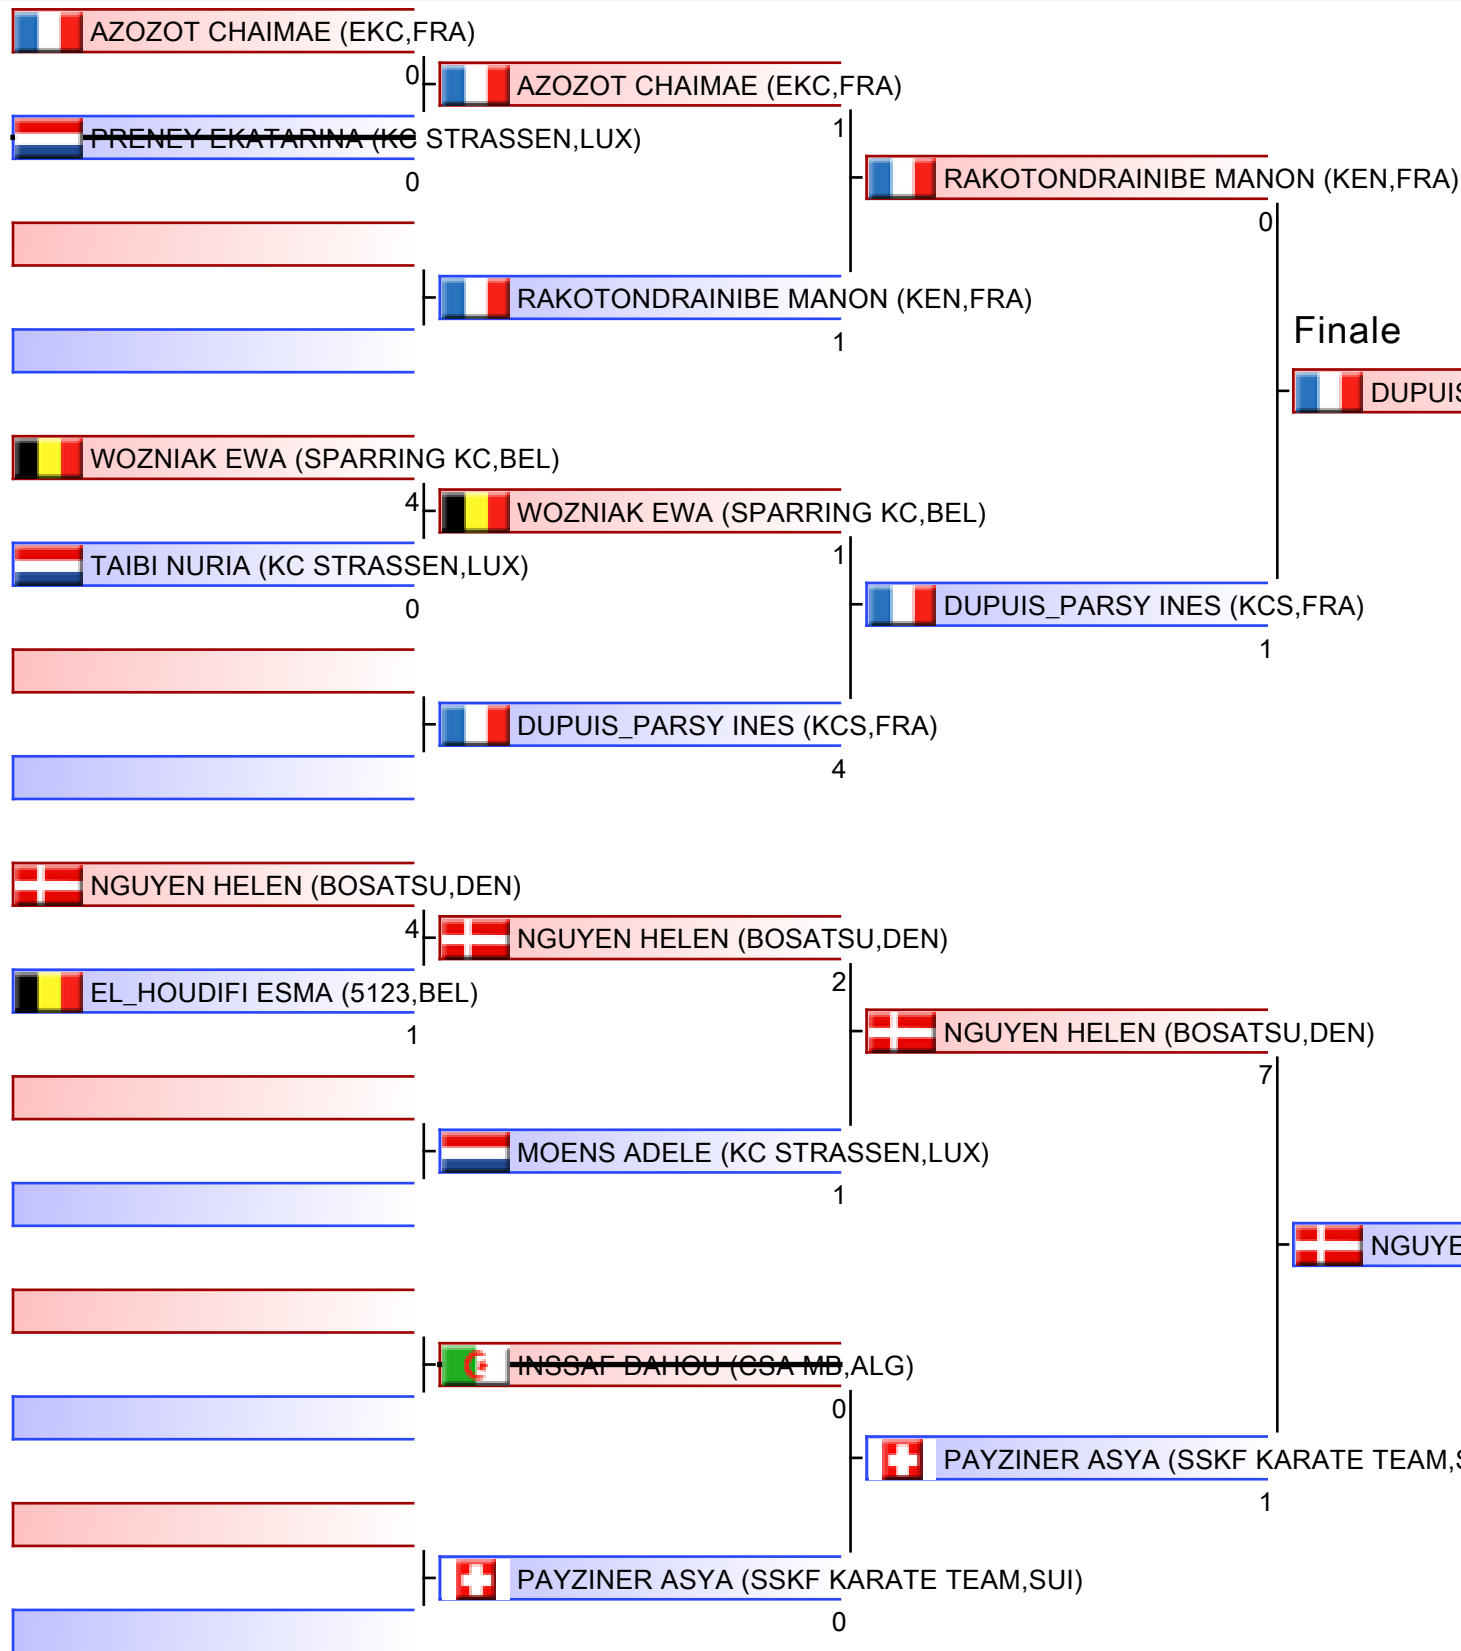 AZOZOT CHAIMAE (EKC,FRA)
0
AZOZOT CHAIMAE (EKC,FRA)
1
PRENEY EKATARINA (KC STRASSEN,LUX)
0
RAKOTONDRAINIBE MANON (KEN,FRA)
0
RAKOTONDRAINIBE MANON (KEN,FRA)
1
Finale
DUPUIS
WOZNIAK EWA (SPARRING KC,BEL)
4
WOZNIAK EWA (SPARRING KC,BEL)
1
TAIBI NURIA (KC STRASSEN,LUX)
0
DUPUIS_PARSY INES (KCS,FRA)
1
DUPUIS_PARSY INES (KCS,FRA)
4
NGUYEN HELEN (BOSATSU,DEN)
4
NGUYEN HELEN (BOSATSU,DEN)
2
EL_HOUDIFI ESMA (5123,BEL)
1
NGUYEN HELEN (BOSATSU,DEN)
7
MOENS ADELE (KC STRASSEN,LUX)
1
NGUYE
INSSAF DAHOU (CSA MB,ALG)
0
PAYZINER ASYA (SSKF KARATE TEAM,S
1
PAYZINER ASYA (SSKF KARATE TEAM,SUI)
0